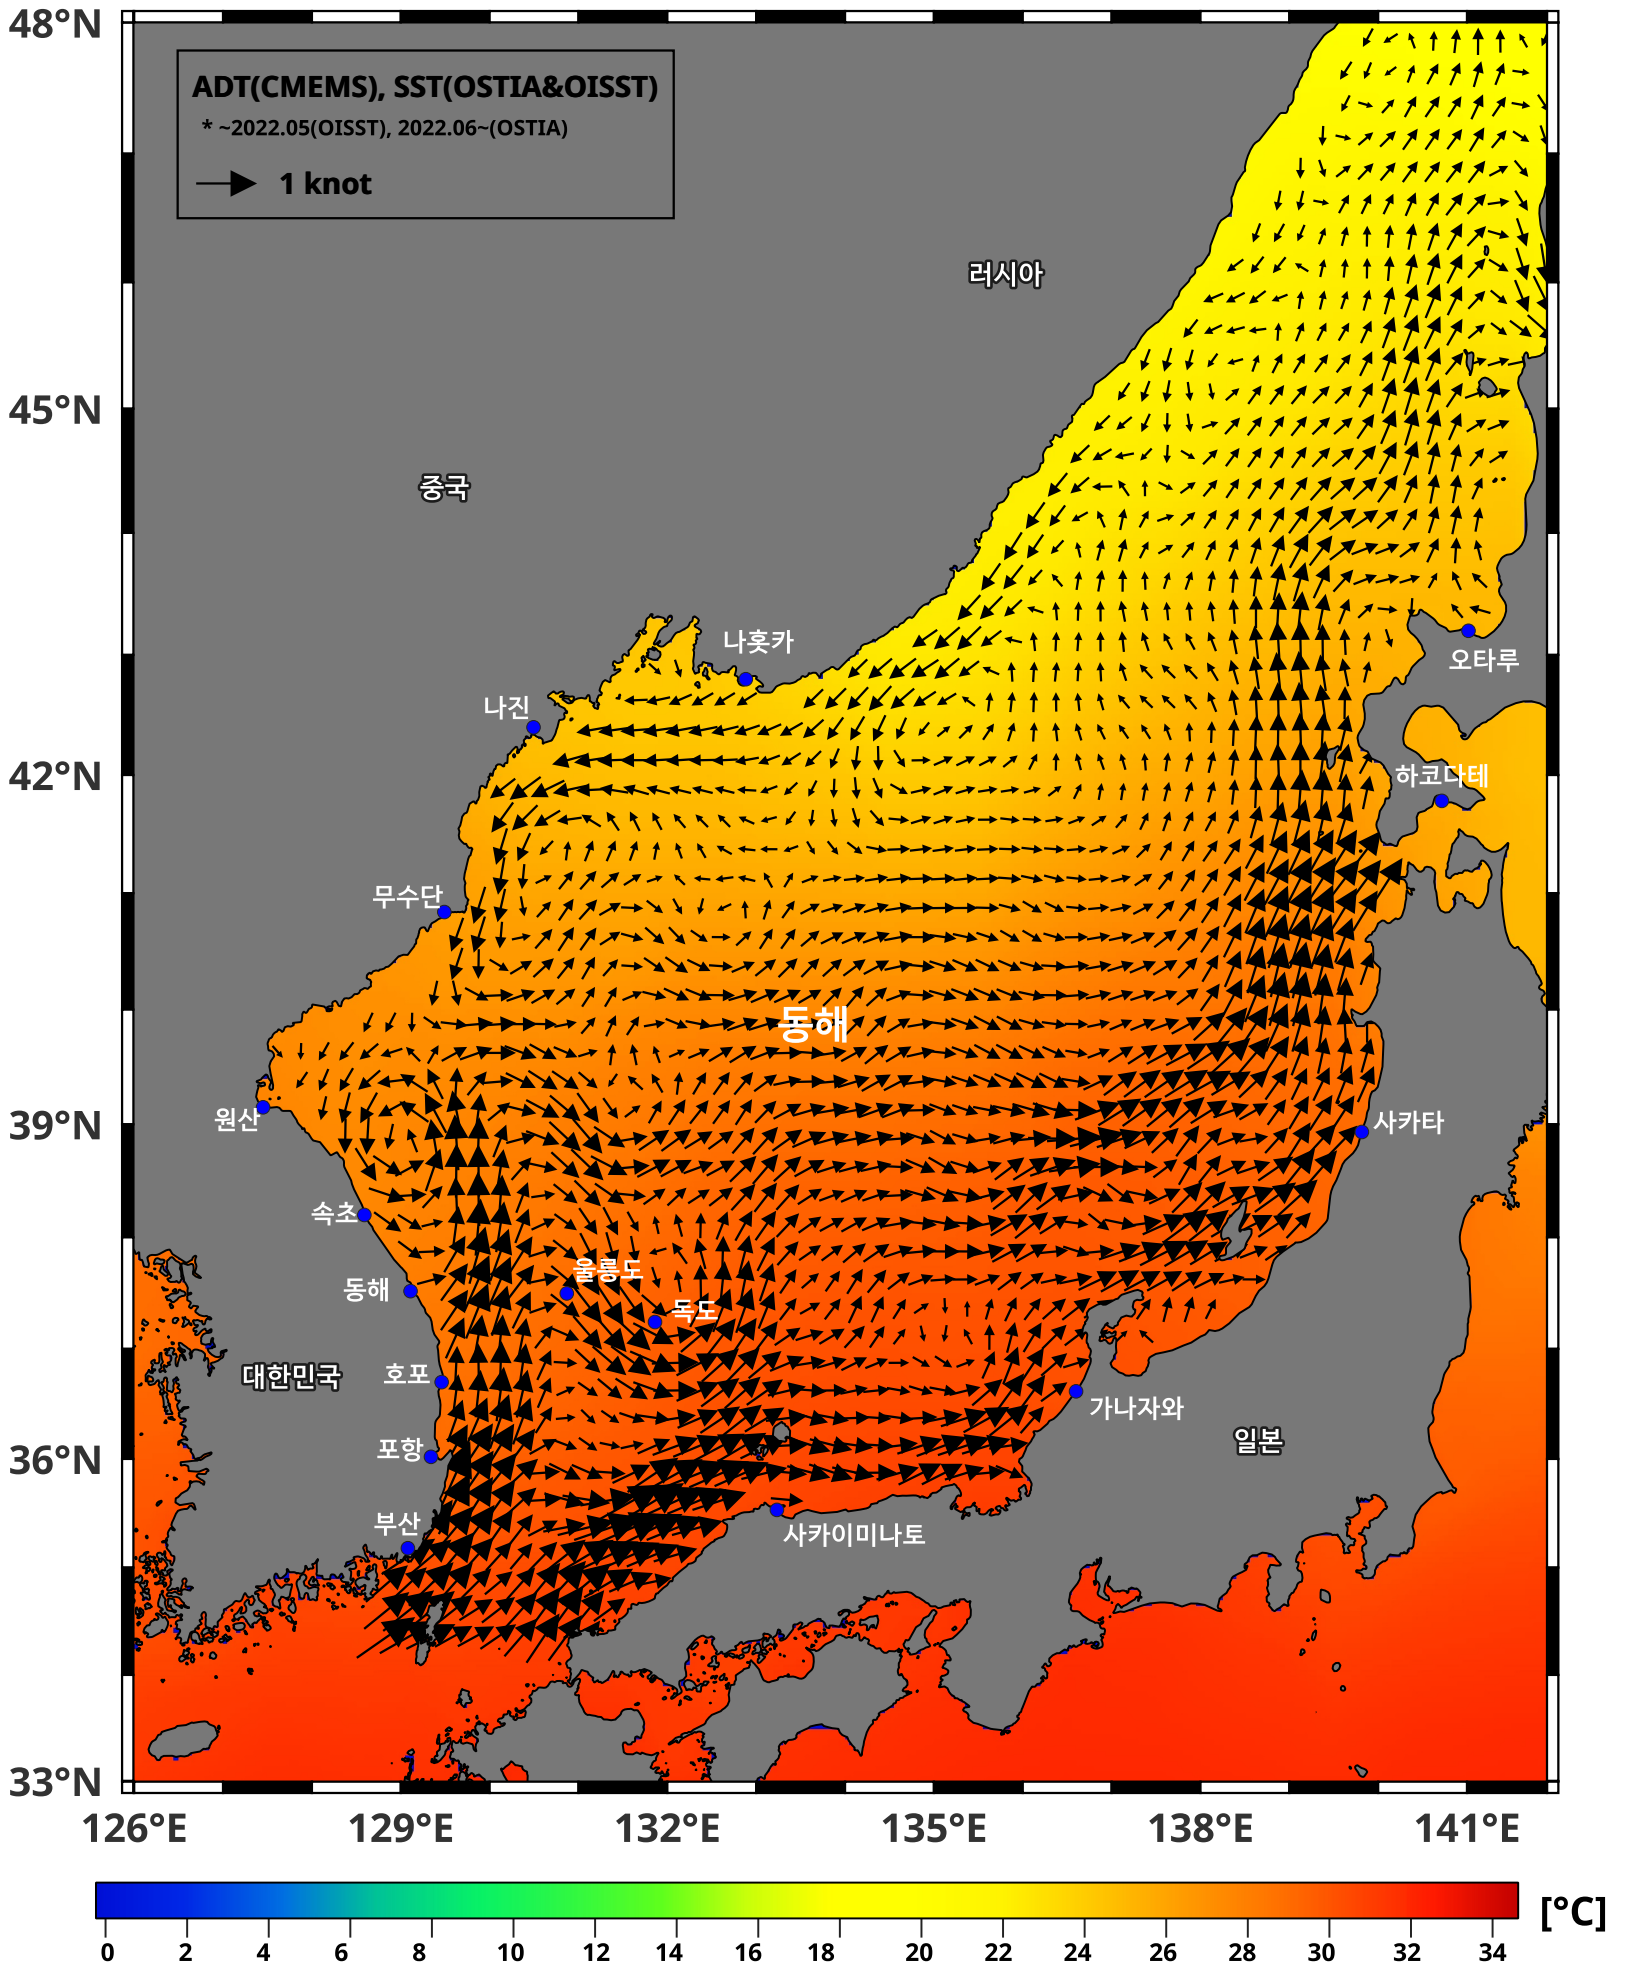 48°N
ADT(CMEMS), SST(OSTIA&OISST)
* ~2022.05(OISST), 2022.06~(OSTIA)
1 knot
러시아
45°N
중국
나홋카
오타루
나진
42°N
하코다테
무수단
동해
39°N
원산
사카타
속초
동해
울릉도
독도
대한민국
호포
가나자와
일본
36°N
포항
부산
사카이미나토
33°N
126°E 129°E 132°E 135°E 138°E 141°E
[°C]
0 2 4 6 8 10 12 14 16 18 20 22 24 26 28 30 32 34